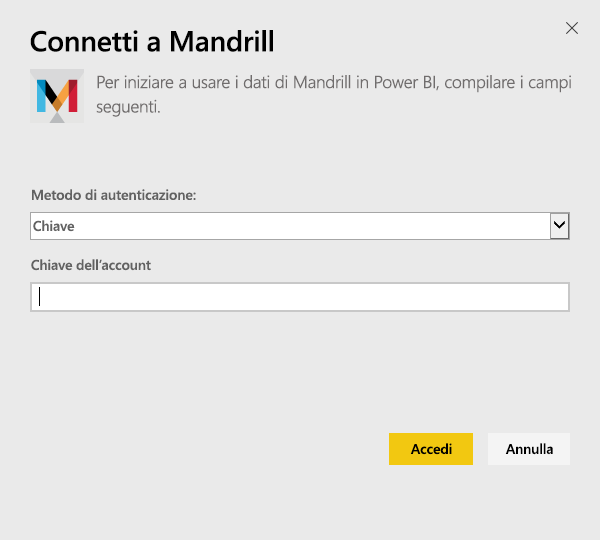 Connetti a Mandrill
Per iniziare a usare i dati di Mandrill in Power BI, compilare i campi
seguenti.
Metodo di autenticazione:
Chiave
Chiave dell'account
Accedi
Annulla